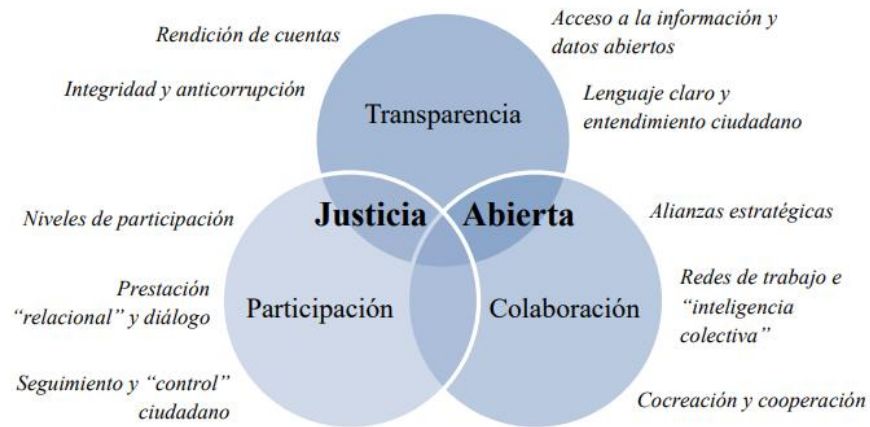 Rendición de cuentas
Acceso a la información y
datos abiertos
Integridad y anticorrupción
Transparencia
Lenguaje claro y
entendimiento ciudadano
Niveles de participación
Justicia Abierta
Alianzas estratégicas
Prestación
“relacional” y diálogo
Participación
Colaboración
Redes de trabajo e
“inteligencia
colectiva”
Seguimiento y “control”
ciudadano
Cocreación y cooperación